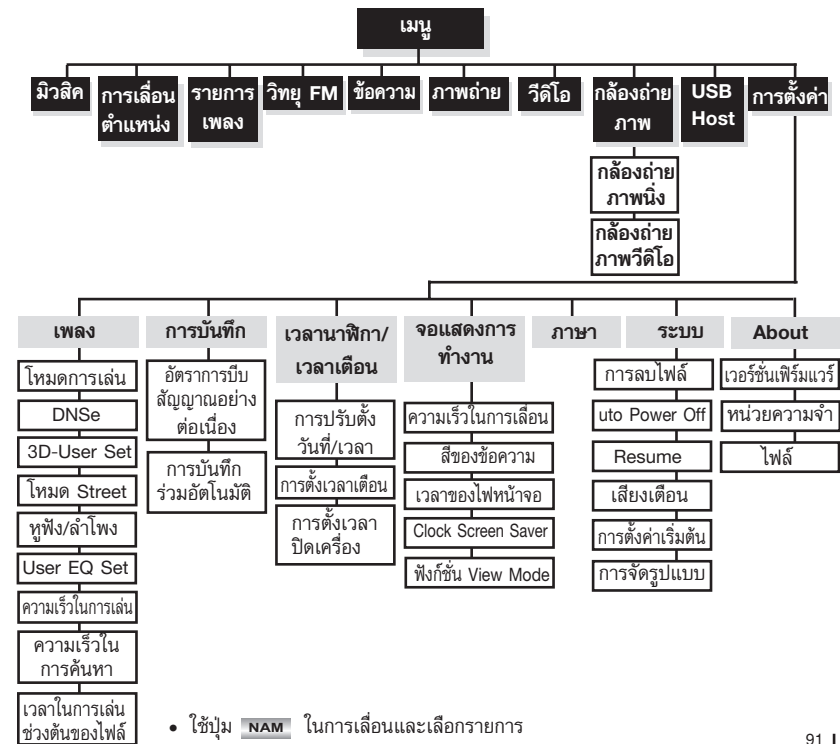 เมนู
มิวสิค
การเลื่อน
ตำแหน่ง
รายการ
เพลง
วิทยุ FM
ข้อความ
ภาพถ่าย
วีดิโอ
กล้องถ่าย
ภาพ
USB
Host
การตั้งค่า
กล้องถ่าย
ภาพนิ่ง
กล้องถ่าย
ภาพวีดิโอ
เพลง
โหมดการเล่น
DNSe
3D-User Set
โหมด Street
หูฟัง/ลำโพง
User EQ Set
ความเร็วในการเล่น
ความเร็วใน
การค้นหา
เวลาในการเล่น
ช่วงต้นของไฟล์
การบันทึก
อัตราการบีบ
สัญญาณอย่าง
ต่อเนื่อง
การบันทึก
ร่วมอัตโนมัติ
เวลานาฬิกา/
เวลาเตือน
การปรับตั้ง
วันที่/เวลา
การตั้งเวลาเตือน
การตั้งเวลา
ปิดเครื่อง
จอแสดงการ
ทำงาน
ความเร็วในการเลื่อน
สีของข้อความ
เวลาของไฟหน้าจอ
Clock Screen Saver
ฟังก์ชั่น View Mode
ภาษา
ระบบ
การลบไฟล์
uto Power Off
Resume
เสียงเตือน
การตั้งค่าเริ่มต้น
การจัดรูปแบบ
About
เวอร์ชั่นเฟิร์มแวร์
หน่วยความจำ
ไฟล์
• ใช้ปุ่ม NAM ในการเลื่อนและเลือกรายการ
91